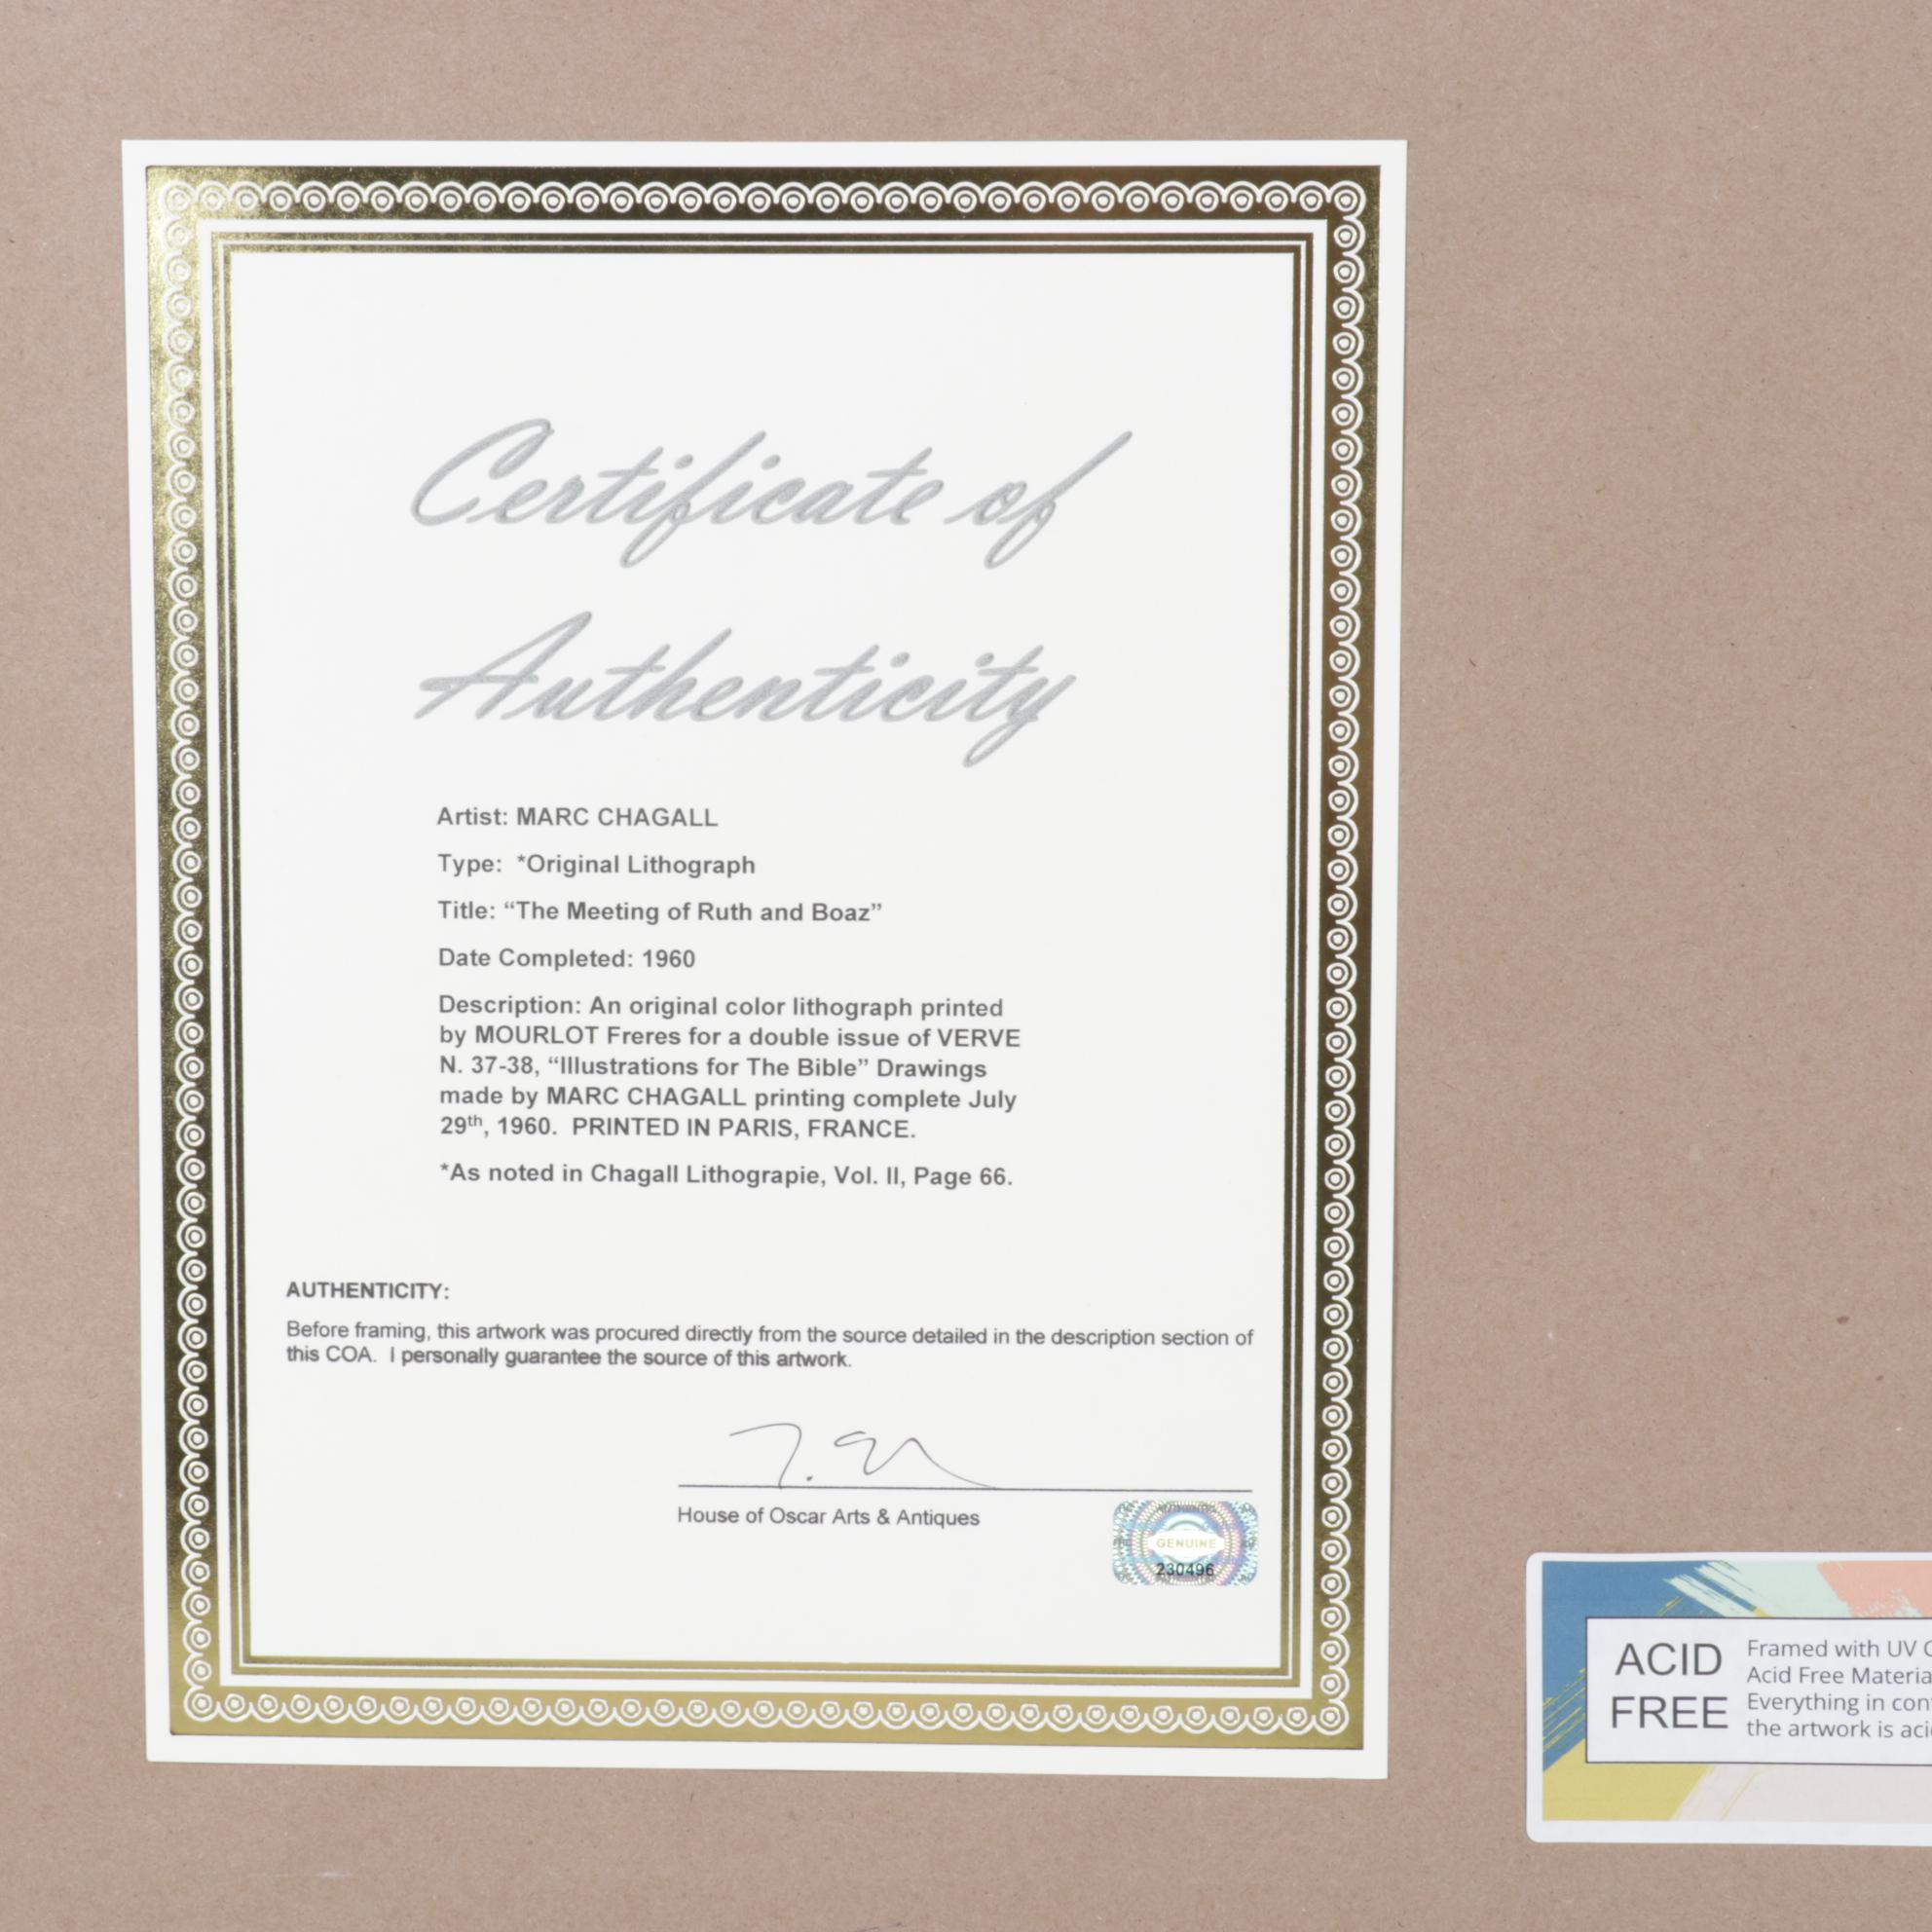 Certificate of
Authenticity
Artist: MARC CHAGALL
Type: *Original Lithograph
Title: “The Meeting of Ruth and Boaz”
Date Completed: 1960
Description: An original color lithograph printed
by MOURLOT Freres for a double issue of VERVE
N. 37-38, “Illustrations for The Bible” Drawings
made by MARC CHAGALL printing complete July
29th, 1960. PRINTED IN PARIS, FRANCE.
*As noted in Chagall Lithograpie, Vol. II, Page 66.
AUTHENTICITY:
Before framing, this artwork was procured directly from the source detailed in the description section of
this COA. I personally guarantee the source of this artwork.
House of Oscar Arts & Antiques
GENUINE
230496
ACID
FREE
Framed with UV
Acid Free
Everything in
the artwork is